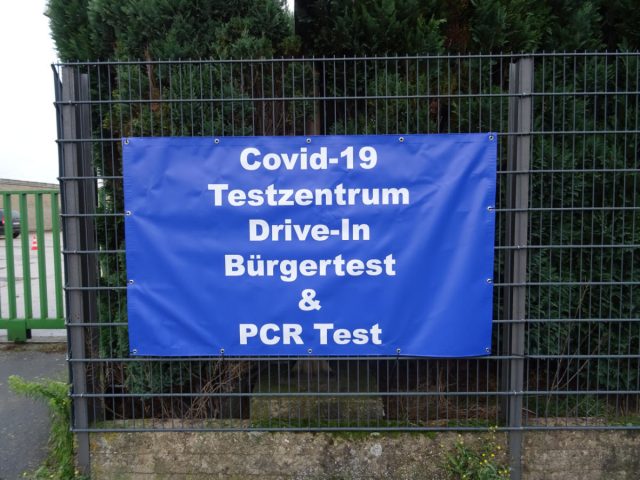 Covid-19
Testzentrum
Drive-In
Bürgertest
&
PCR Test